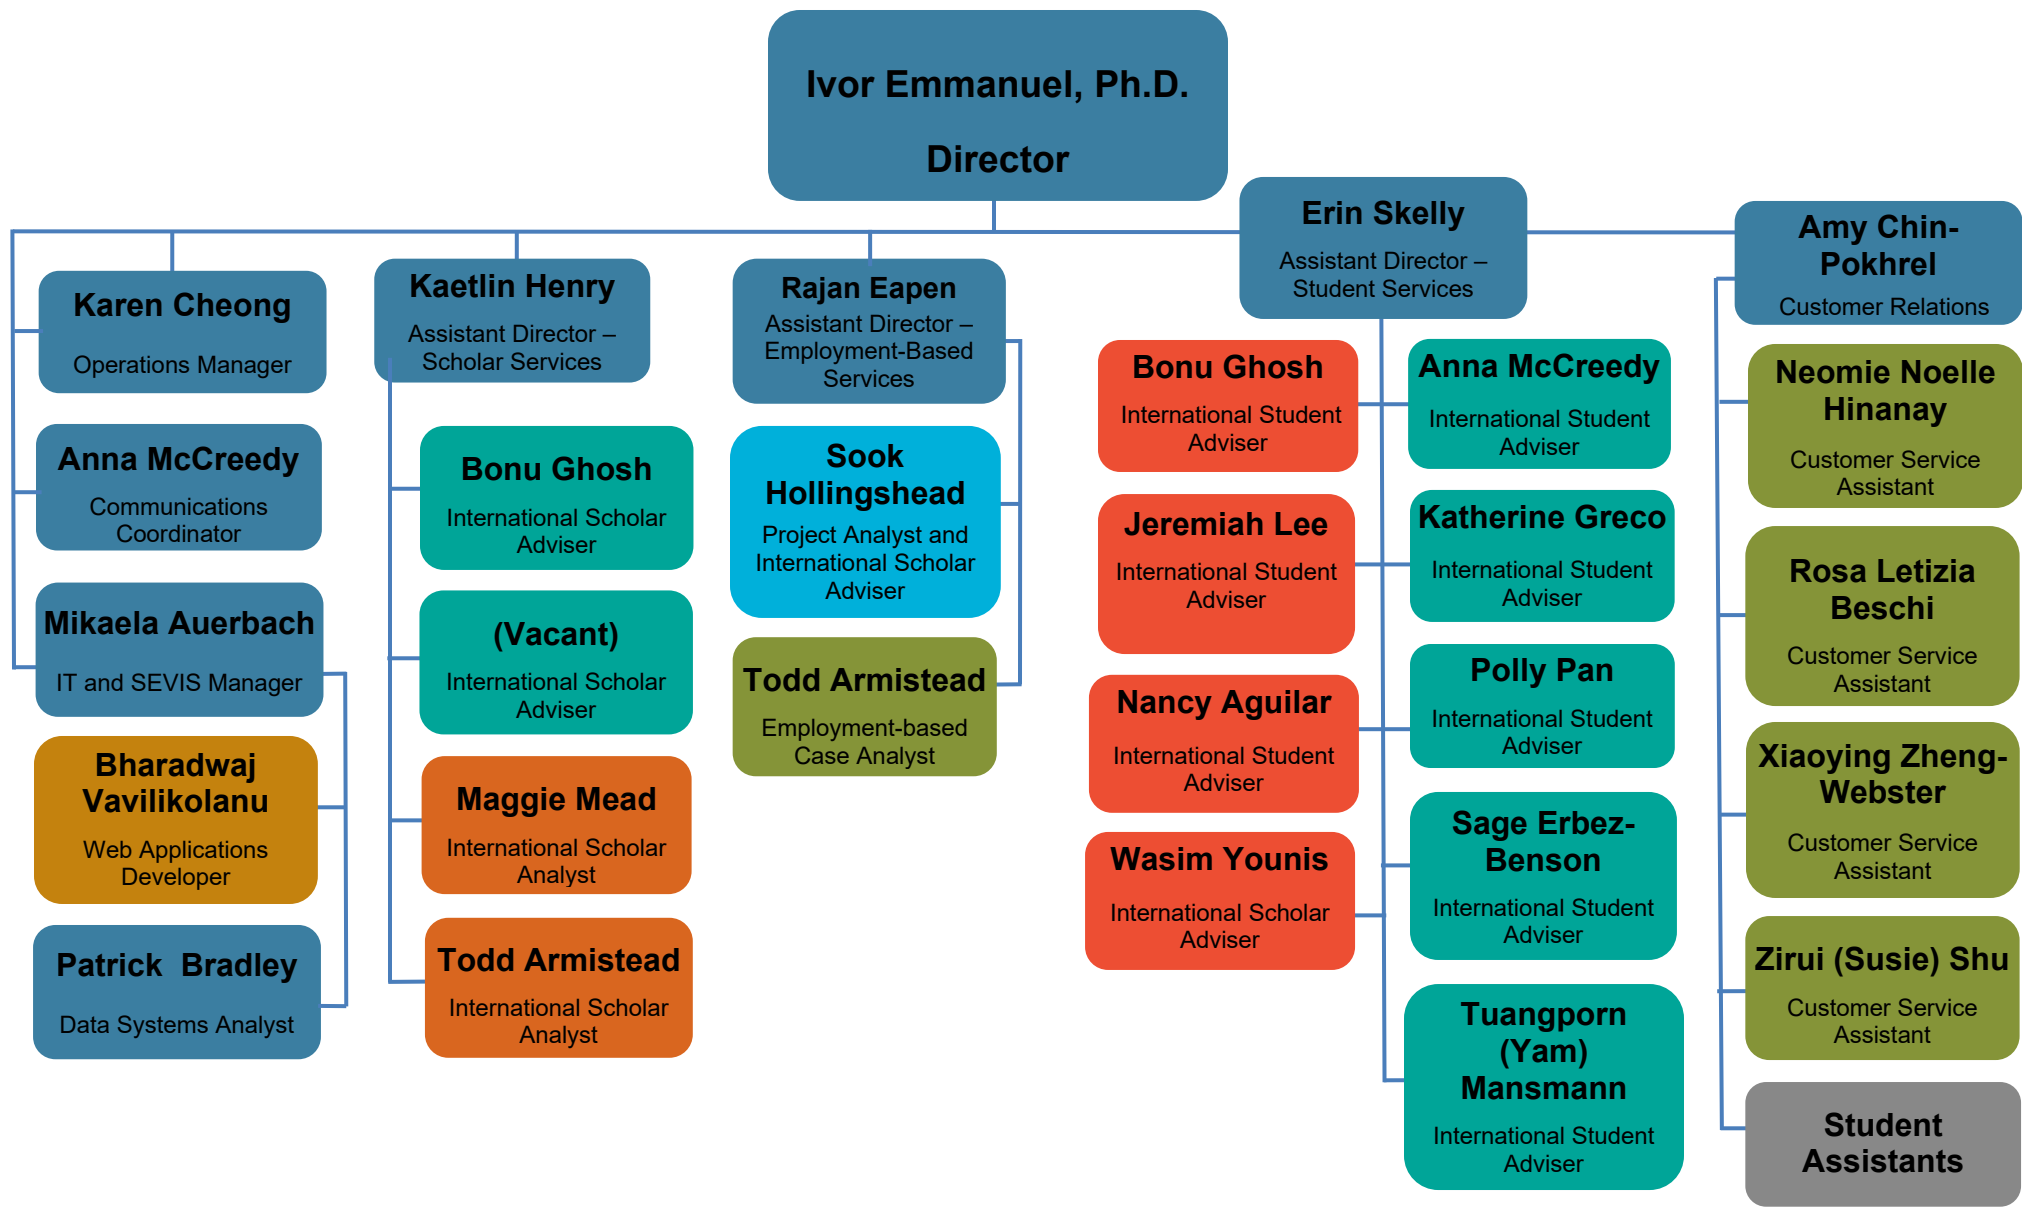 Ivor Emmanuel, Ph.D.
Director
Karen Cheong
Operations Manager
Anna McCreedy
Communications
Coordinator
Mikaela Auerbach
IT and SEVIS Manager
Bharadwaj
Vavilikolanu
Web Applications
Developer
Patrick  Bradley
Data Systems Analyst
Kaetlin Henry
Assistant Director –
Scholar Services
Bonu Ghosh
International Scholar
Adviser
(Vacant)
International Scholar
Adviser
Maggie Mead
International Scholar
Analyst
Todd Armistead
International Scholar
Analyst
Rajan Eapen
Assistant Director –
Employment-Based
Services
Sook
Hollingshead
Project Analyst and
International Scholar
Adviser
Todd Armistead
Employment-based
Case Analyst
Erin Skelly
Assistant Director –
Student Services
Bonu Ghosh
International Student
Adviser
Jeremiah Lee
International Student
Adviser
Nancy Aguilar
International Student
Adviser
Wasim Younis
International Scholar
Adviser
Anna McCreedy
International Student
Adviser
Katherine Greco
International Student
Adviser
Polly Pan
International Student
Adviser
Sage Erbez-
Benson
International Student
Adviser
Tuangporn
(Yam)
Mansmann
International Student
Adviser
Amy Chin-
Pokhrel
Customer Relations
Neomie Noelle
Hinanay
Customer Service
Assistant
Rosa Letizia
Beschi
Customer Service
Assistant
Xiaoying Zheng-
Webster
Customer Service
Assistant
Zirui (Susie) Shu
Customer Service
Assistant
Student
Assistants